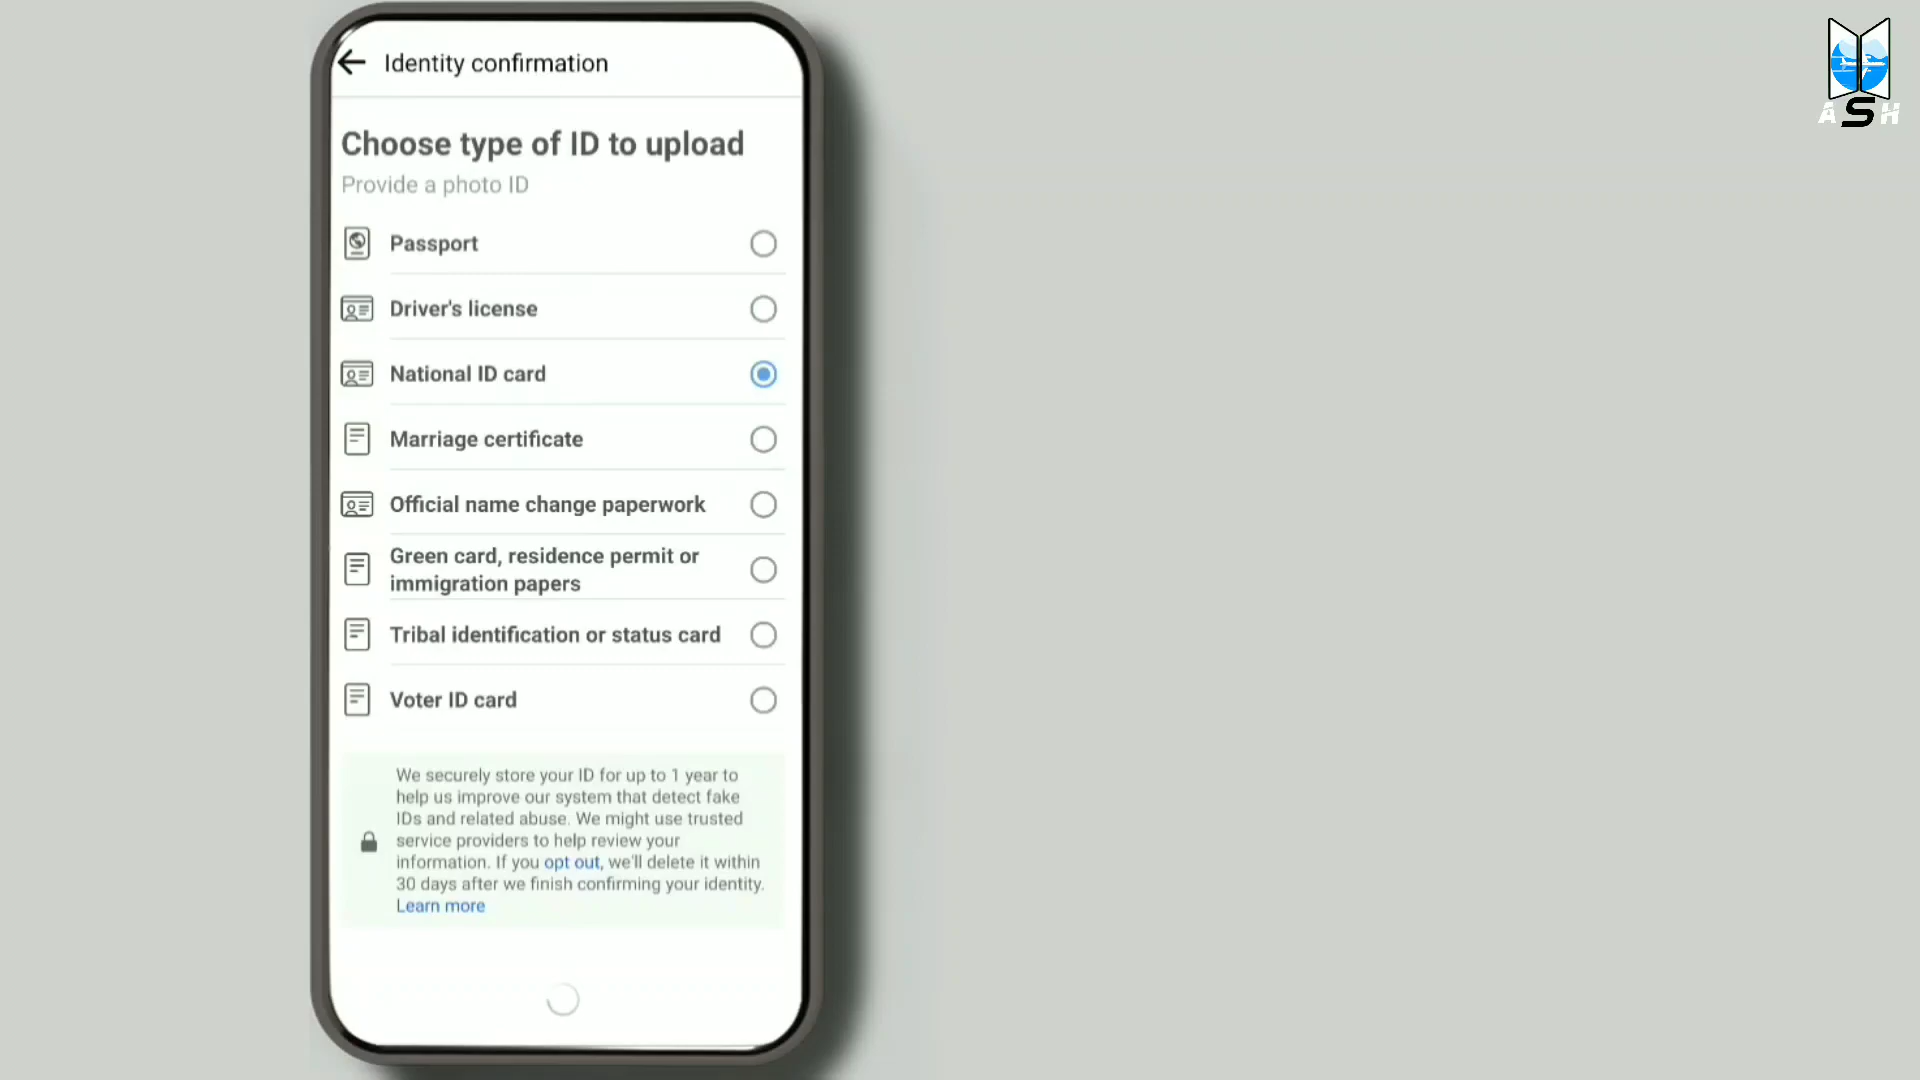 Identity confirmation
Choose type of ID to upload
Provide a photo ID
Passport
Driver's license
National ID card
Marriage certificate
Official name change paperwork
Green card, residence permit or
immigration papers
Tribal identification or status card
Voter ID card
We securely store your ID for up to 1 year to
help us improve our system that detect fake
IDs and related abuse. We might use trusted
service providers to help review your
information. If you opt out, we'll delete it within
30 days after we finish confirming your identity.
Learn more
ASH